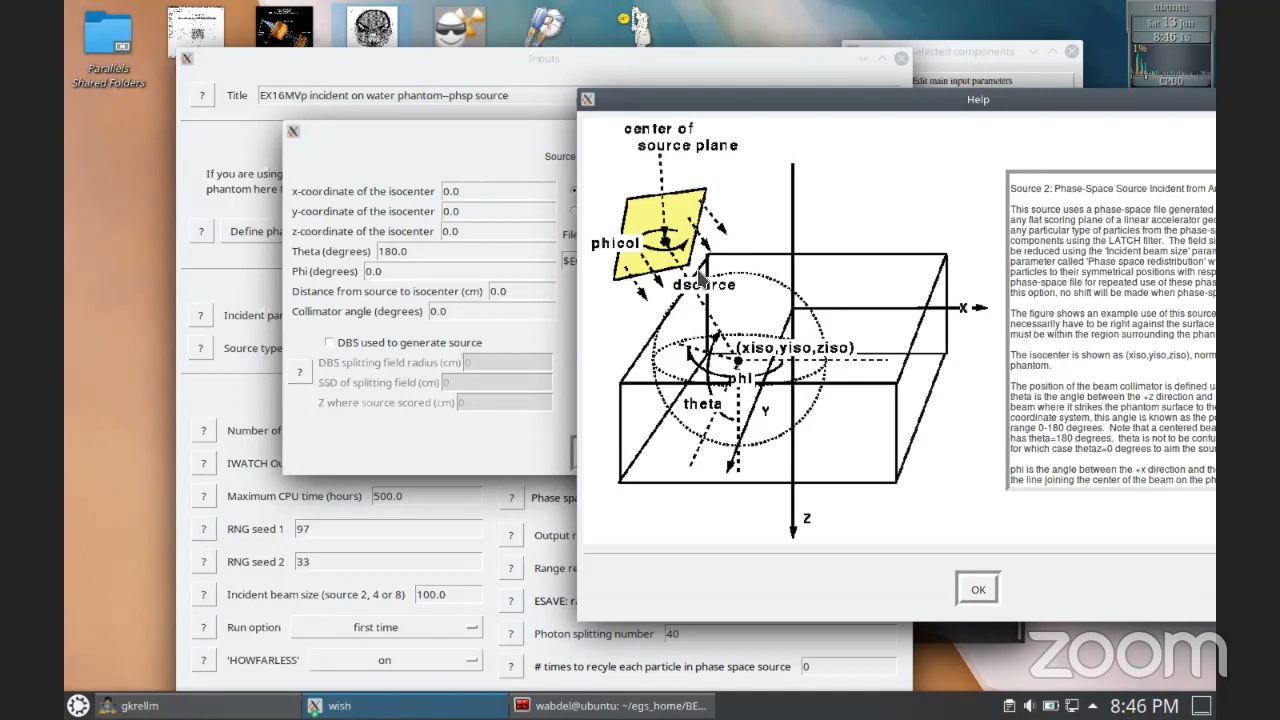 Parallels
Shared Folders
Inputs
elected components
Edit main input parameters
ubuntu
Sat 13 Jun
1%
CPU0
?
Title
EX16MVp incident on water phantom--phsp source
Help
If you are using
phantom here
?
Define pha
?
Incident par
?
Source type
?
Number of
?
IWATCH Ou
?
Maximum CPU time (hours)
500.0
?
RNG seed 1
97
?
RNG seed 2
33
?
Incident beam size (source 2, 4 or 8)
100.0
?
Run option
first time
?
'HOWFARLESS'
on
Source
x-coordinate of the isocenter
0.0
y-coordinate of the isocenter
0.0
z-coordinate of the isocenter
0.0
Theta (degrees)
180.0
Phi (degrees)
0.0
Distance from source to isocenter (cm)
0.0
Collimator angle (degrees)
0.0
File
DBS used to generate source
?
DBS splitting field radius (cm)
0
SSD of splitting field (cm)
0
Z where source scored (cm)
0
?
Phase spa
?
Output r
?
Range re
?
ESAVE: ra
?
Photon splitting number
40
?
# times to recyle each particle in phase space source
0
center of
source plane
phicol
dsource
X
(xiso,yiso,ziso)
phi
theta
Y
Z
Source 2: Phase-Space Source Incident from A
This source uses a phase-space file generated
any flat scoring plane of a linear accelerator ge
any particular type of particles from the phase-s
components using the LATCH filter. The field si
be reduced using the 'Incident beam size' para
parameter called 'Phase space redistribution' w
particles to their symmetrical positions with resp
phase-space file for repeated use of these pha
this option, no shift will be made when phase-sp
The figure shows an example use of this source
necessarily have to be right against the surface
must be within the region surrounding the phan
The isocenter is shown as (xiso,yiso,ziso), norm
phantom.
The position of the beam collimator is defined u
theta is the angle between the +z direction and
beam where it strikes the phantom surface to the
coordinate system, this angle is known as the po
range 0-180 degrees. Note that a centered bea
has theta=180 degrees. theta is not to be confu
for which case thetaz=0 degrees to aim the sou
phi is the angle between the +x direction and the
the line joining the center of the beam on the ph
OK
zoom
gkrellm
wish
wabdel@ubuntu: ~/egs_home/BE...
8:46 PM